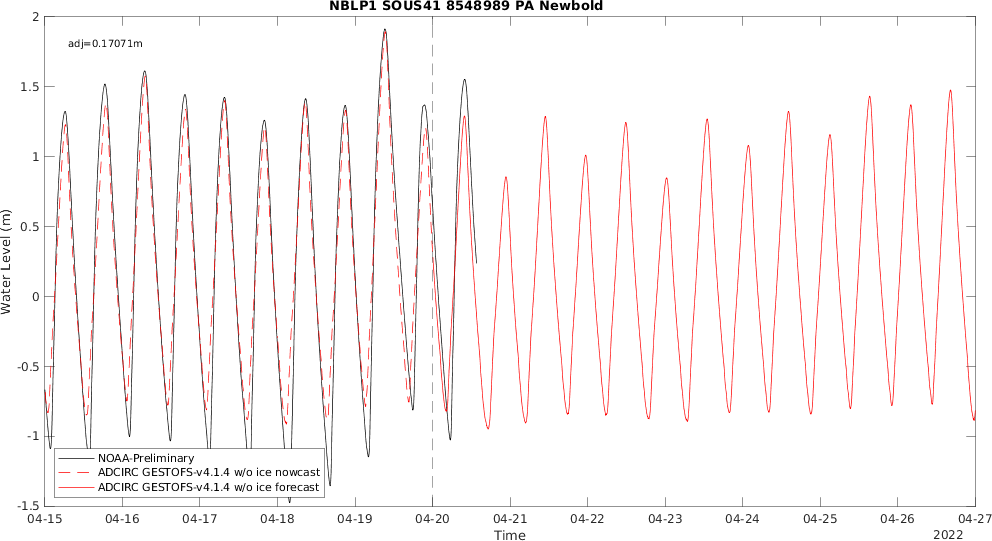 NBLP1 SOUS41 8548989 PA Newbold
adj=0.17071m
Water Level (m)
2
1.5
1
0.5
0
-0.5
-1
-1.5
NOAA-Preliminary
ADCIRC GESTOFS-v4.1.4 w/o ice nowcast
ADCIRC GESTOFS-v4.1.4 w/o ice forecast
04-15 04-16 04-17 04-18 04-19 04-20 04-21 04-22 04-23 04-24 04-25 04-26 04-27
Time
2022